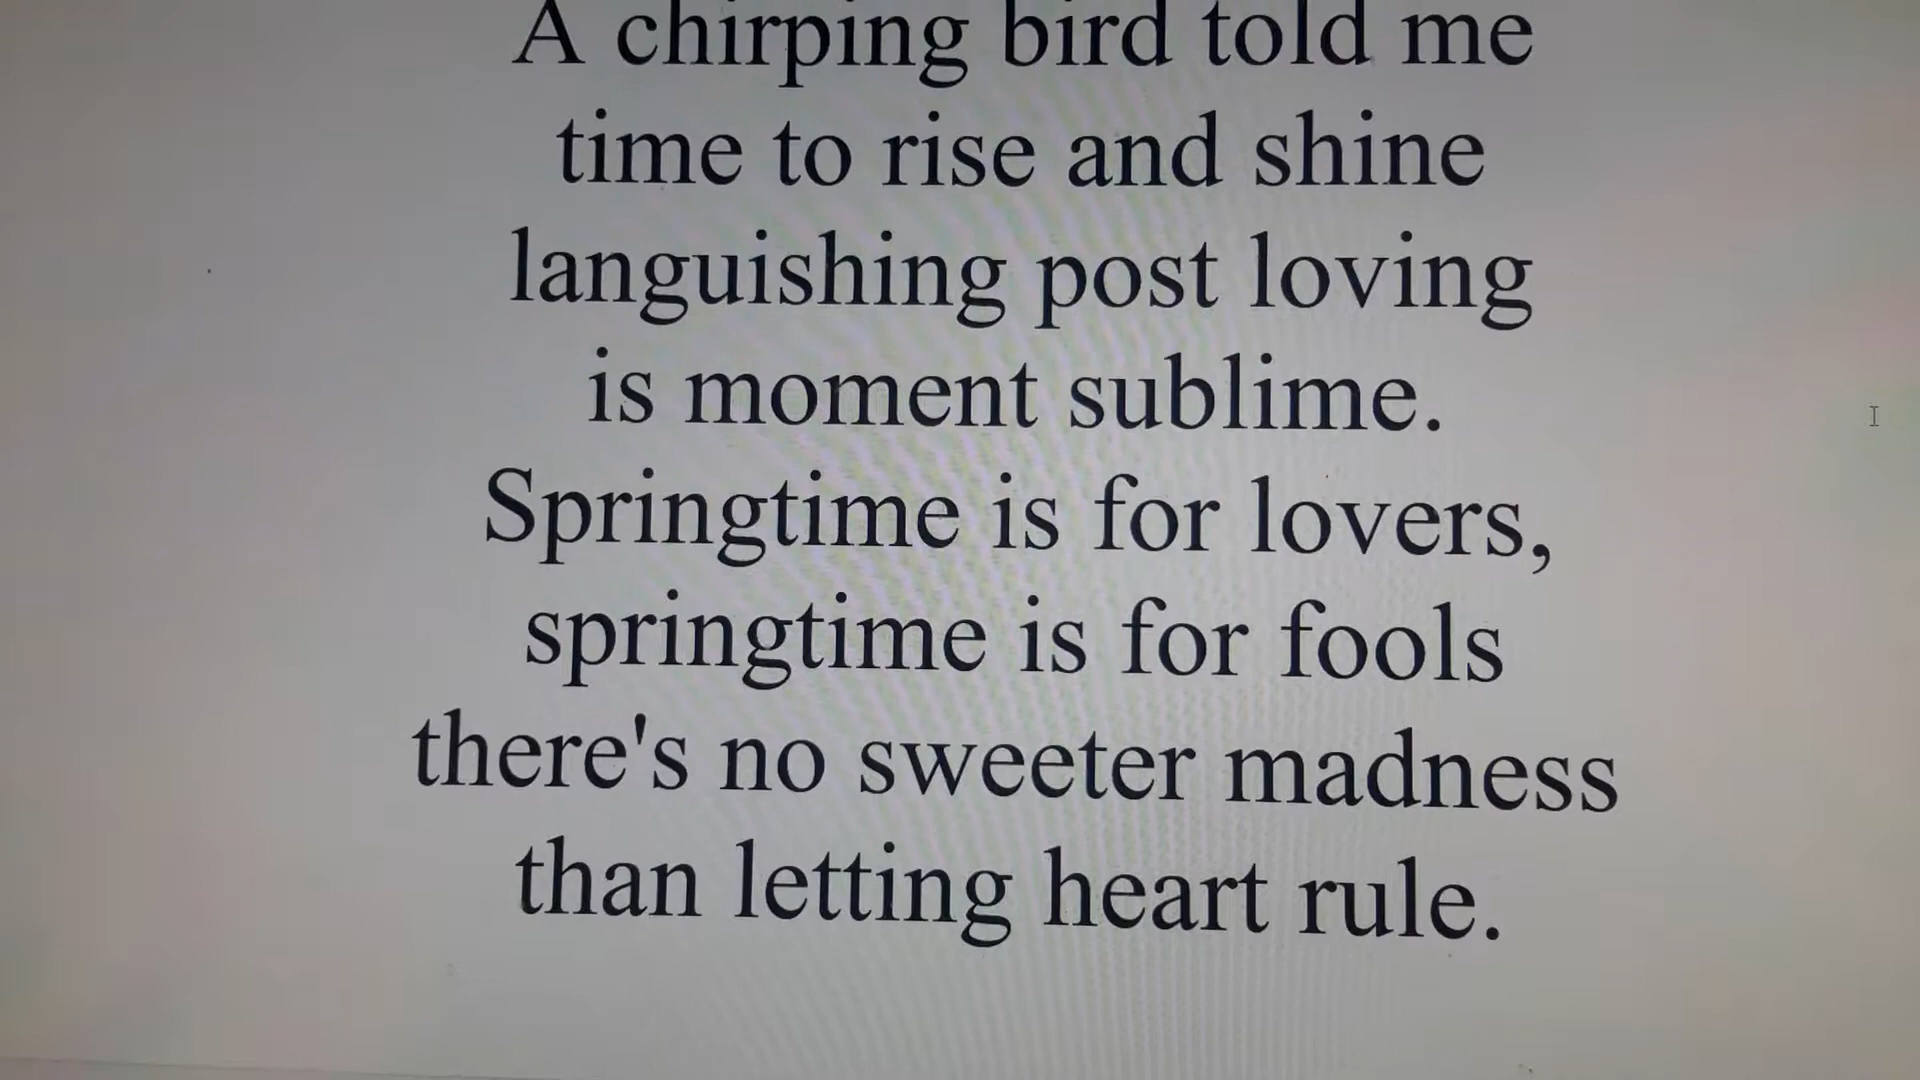 A chirping bird told me
time to rise and shine
languishing post loving
is moment sublime.
Springtime is for lovers,
springtime is for fools
there's no sweeter madness
than letting heart rule.